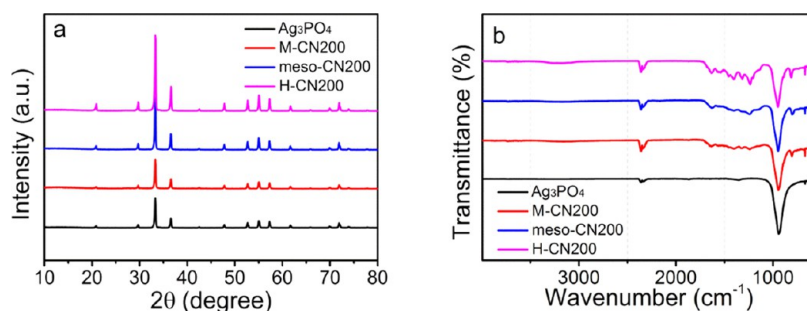 a
Ag₃PO₄
M-CN200
meso-CN200
H-CN200
Intensity (a.u.)
10 20 30 40 50 60 70 80
2θ (degree)
b
Transmittance (%)
Ag₃PO₄
M-CN200
meso-CN200
H-CN200
3000 2000 1000
Wavenumber (cm⁻¹)